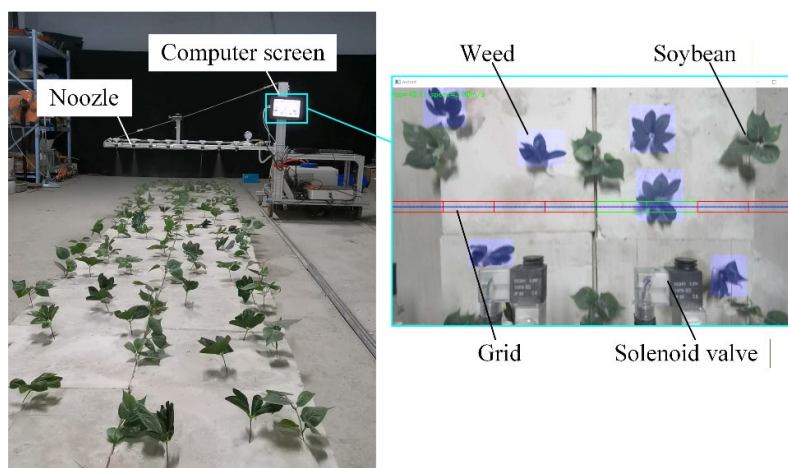 Computer screen
Noozle
Weed
Soybean
Grid
Solenoid valve